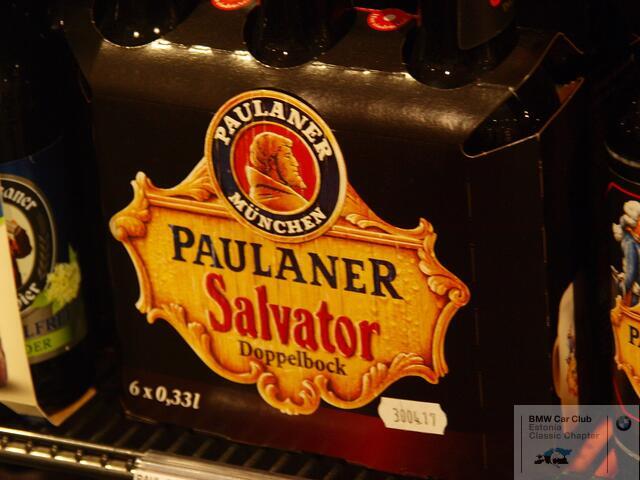 PAULANER
MÜNCHEN
PAULANER
Salvator
Doppelbock
6 x 0,33l
300417
BMW Car Club
Estonia
Classic Chapter